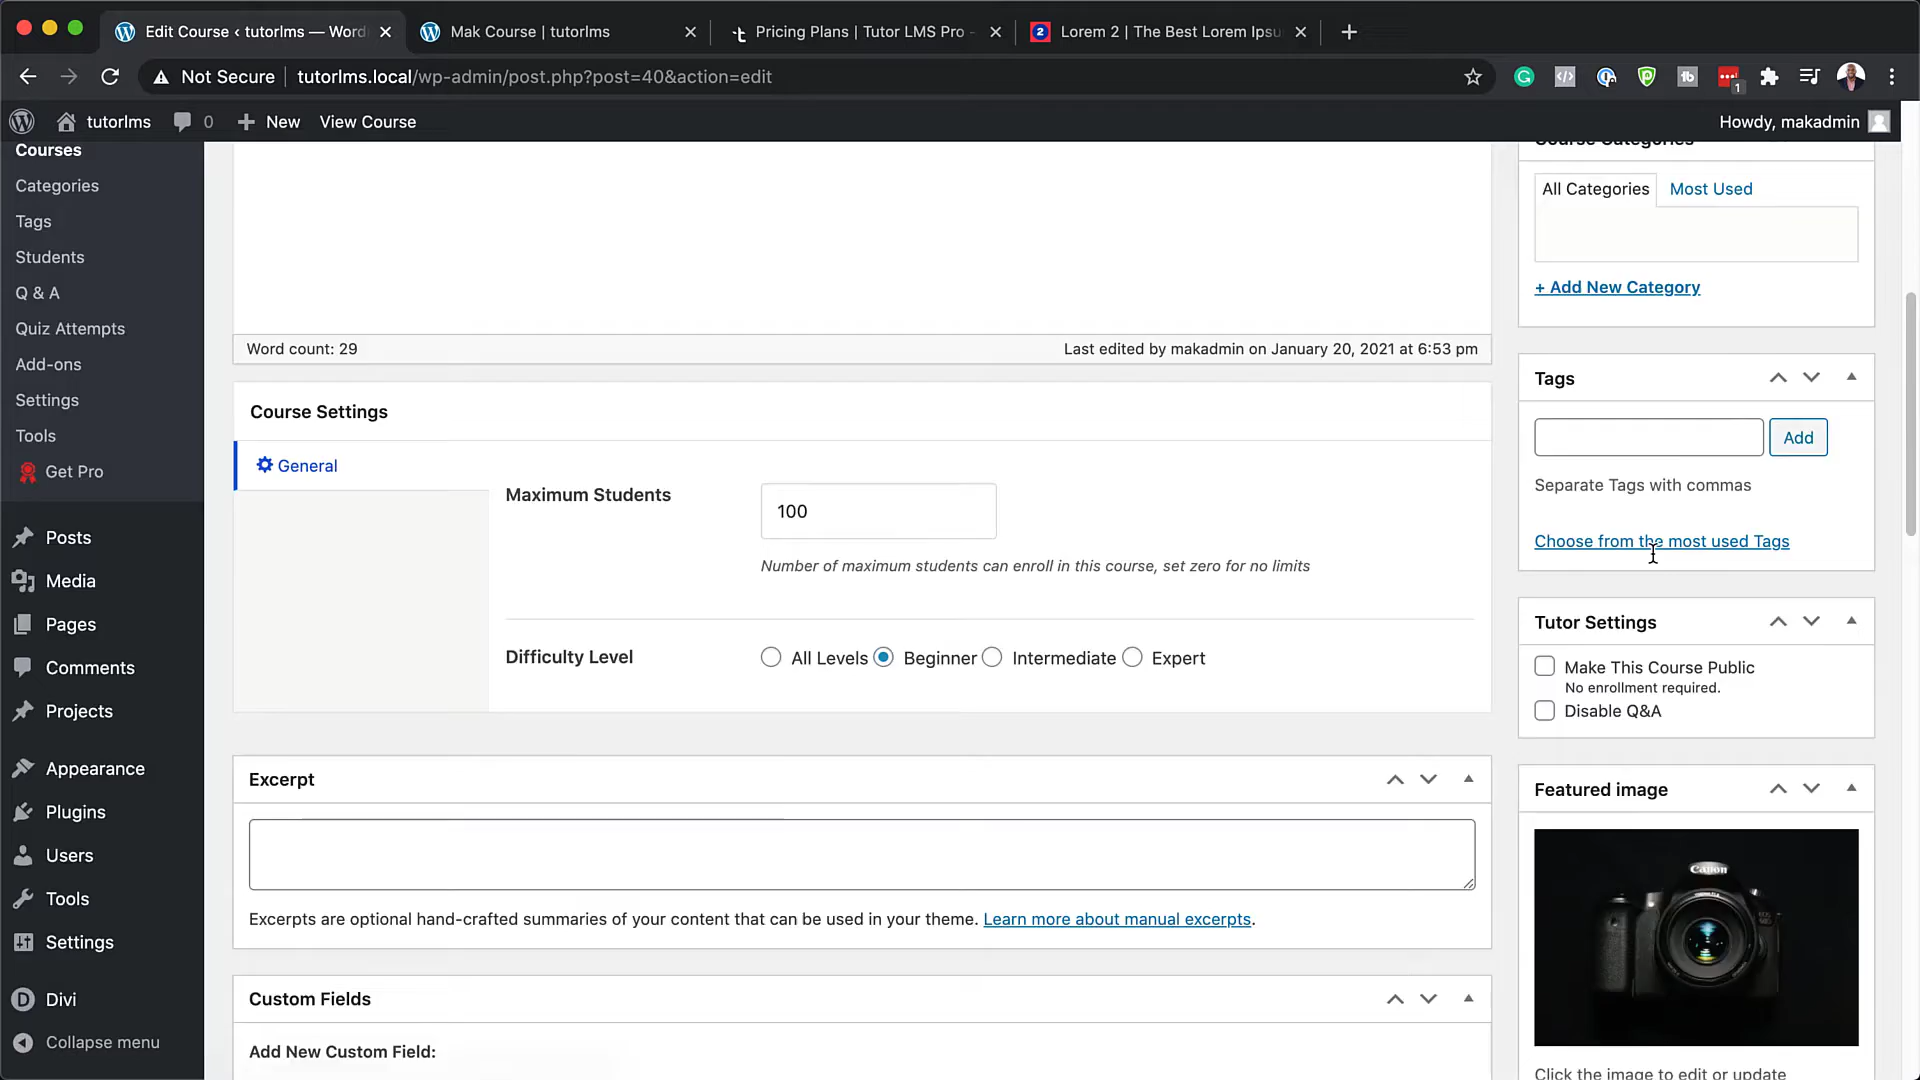 Edit Course ‹ tutorlms — Word
Mak Course | tutorlms
Pricing Plans | Tutor LMS Pro -
Lorem 2 | The Best Lorem Ipsu
Not Secure
tutorlms.local/wp-admin/post.php?post=40&action=edit
1
tutorlms
0
New
View Course
Howdy, makadmin
Courses
Categories
Tags
Students
Q & A
Quiz Attempts
Add-ons
Settings
Tools
Get Pro
Posts
Media
Pages
Comments
Projects
Appearance
Plugins
Users
Tools
Settings
Divi
Collapse menu
Word count: 29
Last edited by makadmin on January 20, 2021 at 6:53 pm
Course Settings
General
Maximum Students
100
Number of maximum students can enroll in this course, set zero for no limits
Difficulty Level
All Levels
Beginner
Intermediate
Expert
Excerpt
Excerpts are optional hand-crafted summaries of your content that can be used in your theme. Learn more about manual excerpts.
Custom Fields
Add New Custom Field:
Course Categories
All Categories
Most Used
+ Add New Category
Tags
Add
Separate Tags with commas
Choose from the most used Tags
Tutor Settings
Make This Course Public
No enrollment required.
Disable Q&A
Featured image
Canon
Click the image to edit or update